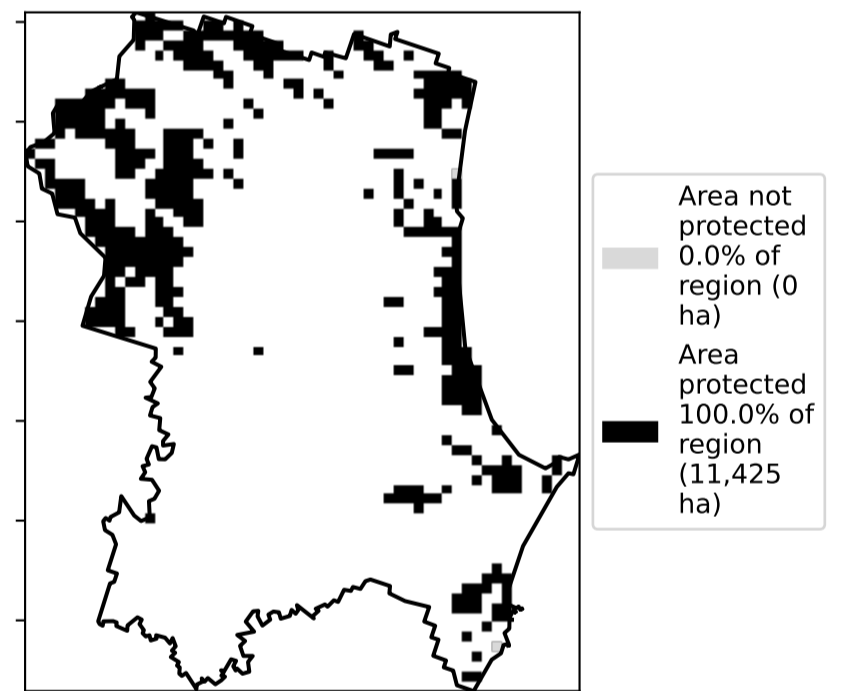 Area not
protected
0.0% of
region (0
ha)
Area
protected
100.0% of
region
(11,425
ha)